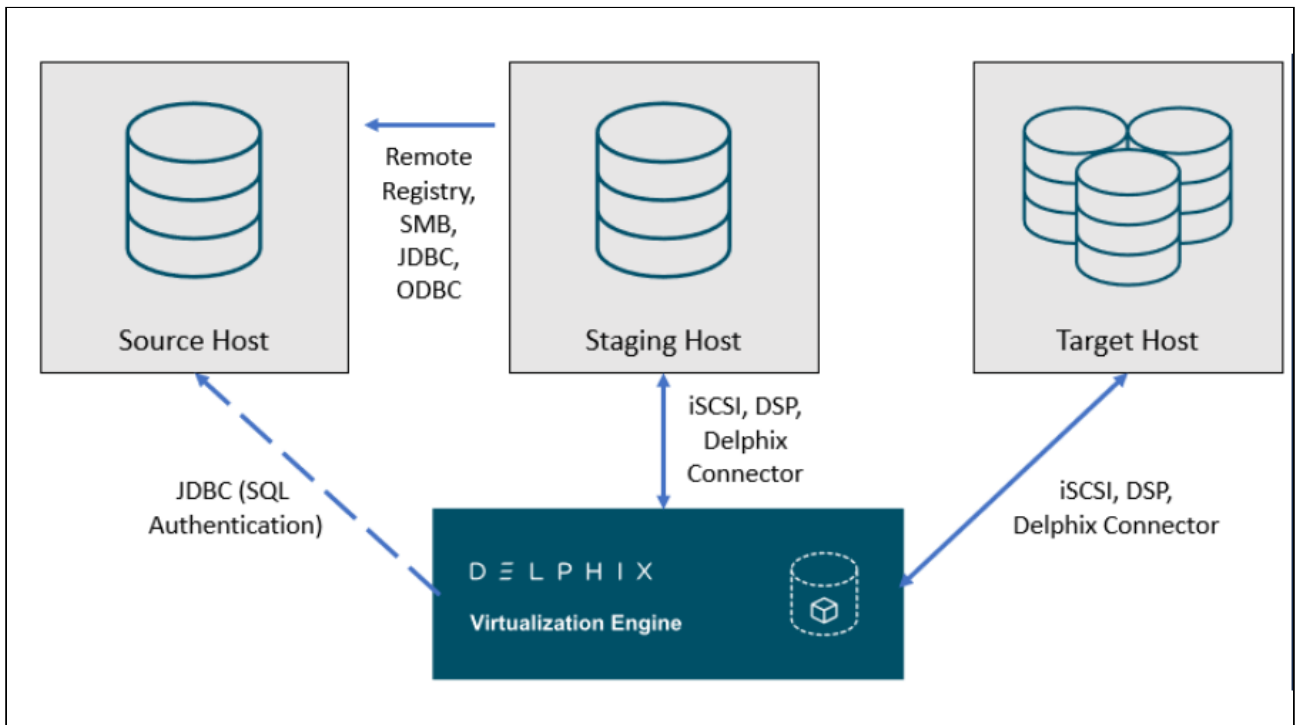 Remote
Registry,
SMB,
JDBC,
ODBC
Source Host
Staging Host
Target Host
iSCSI, DSP,
Delphix
Connector
JDBC (SQL
Authentication)
iSCSI, DSP,
Delphix Connector
DELPHIX
Virtualization Engine